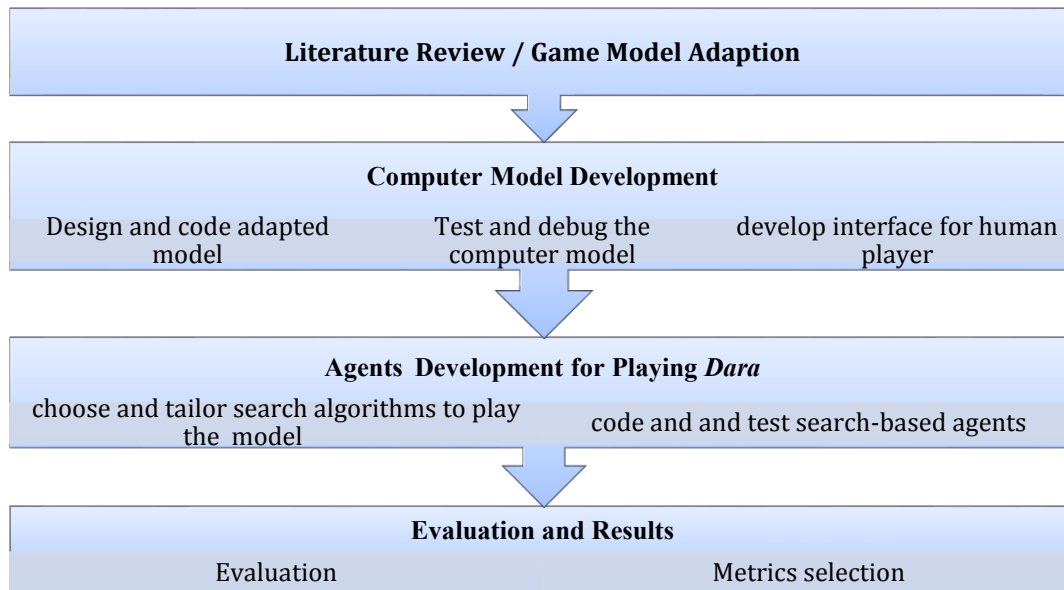 Literature Review / Game Model Adaption
Computer Model Development
Design and code adapted
model
Test and debug the
computer model
develop interface for human
player
Agents Development for Playing Dara
choose and tailor search algorithms to play
the model
code and and test search-based agents
Evaluation and Results
Evaluation
Metrics selection